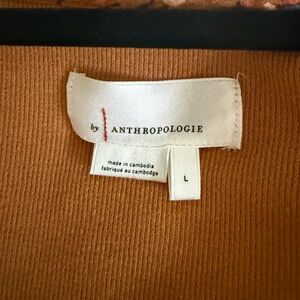 by ANTHROPOLOGIE
made in cambodia
fabriqué au cambodge
L